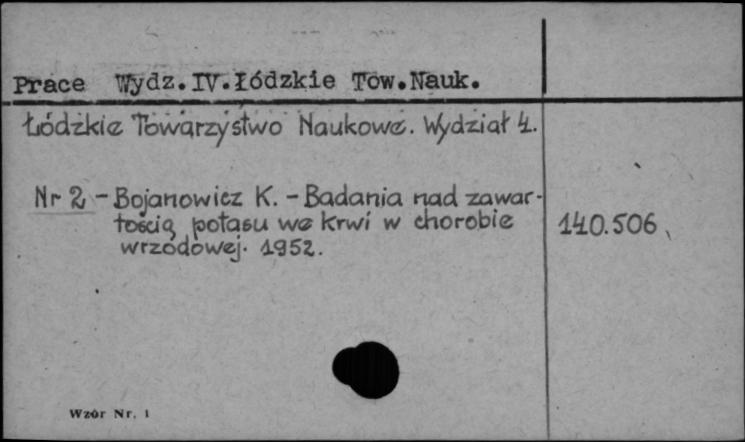 Prace Wydz.IV.Łódzkie Tow.Nauk.
Łódzkie Towarzystwo Naukowe. Wydział 4.
Nr 2 - Bojanowicz K. - Badania nad zawar-
tością potasu we krwi w chorobie
wrzodowej. 1952.
140.506
Wzór Nr. 1